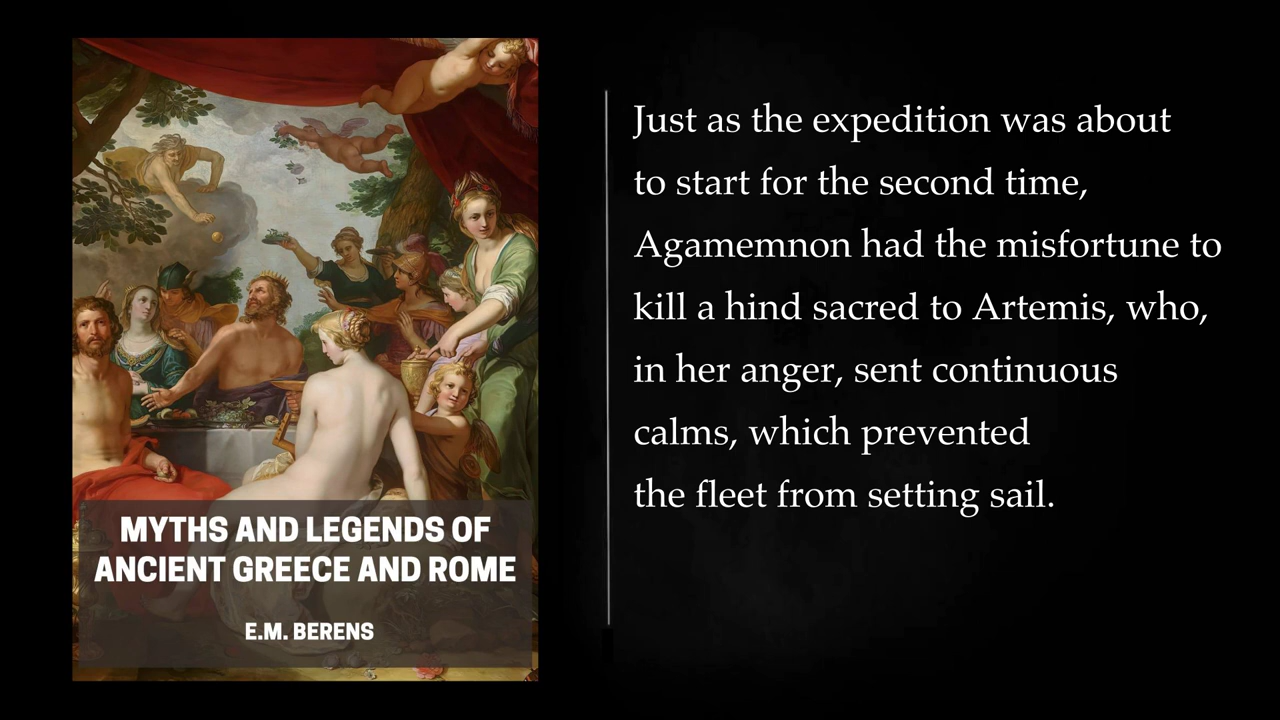 MYTHS AND LEGENDS OF
ANCIENT GREECE AND ROME
E.M. BERENS
Just as the expedition was about
to start for the second time,
Agamemnon had the misfortune to
kill a hind sacred to Artemis, who,
in her anger, sent continuous
calms, which prevented
the fleet from setting sail.